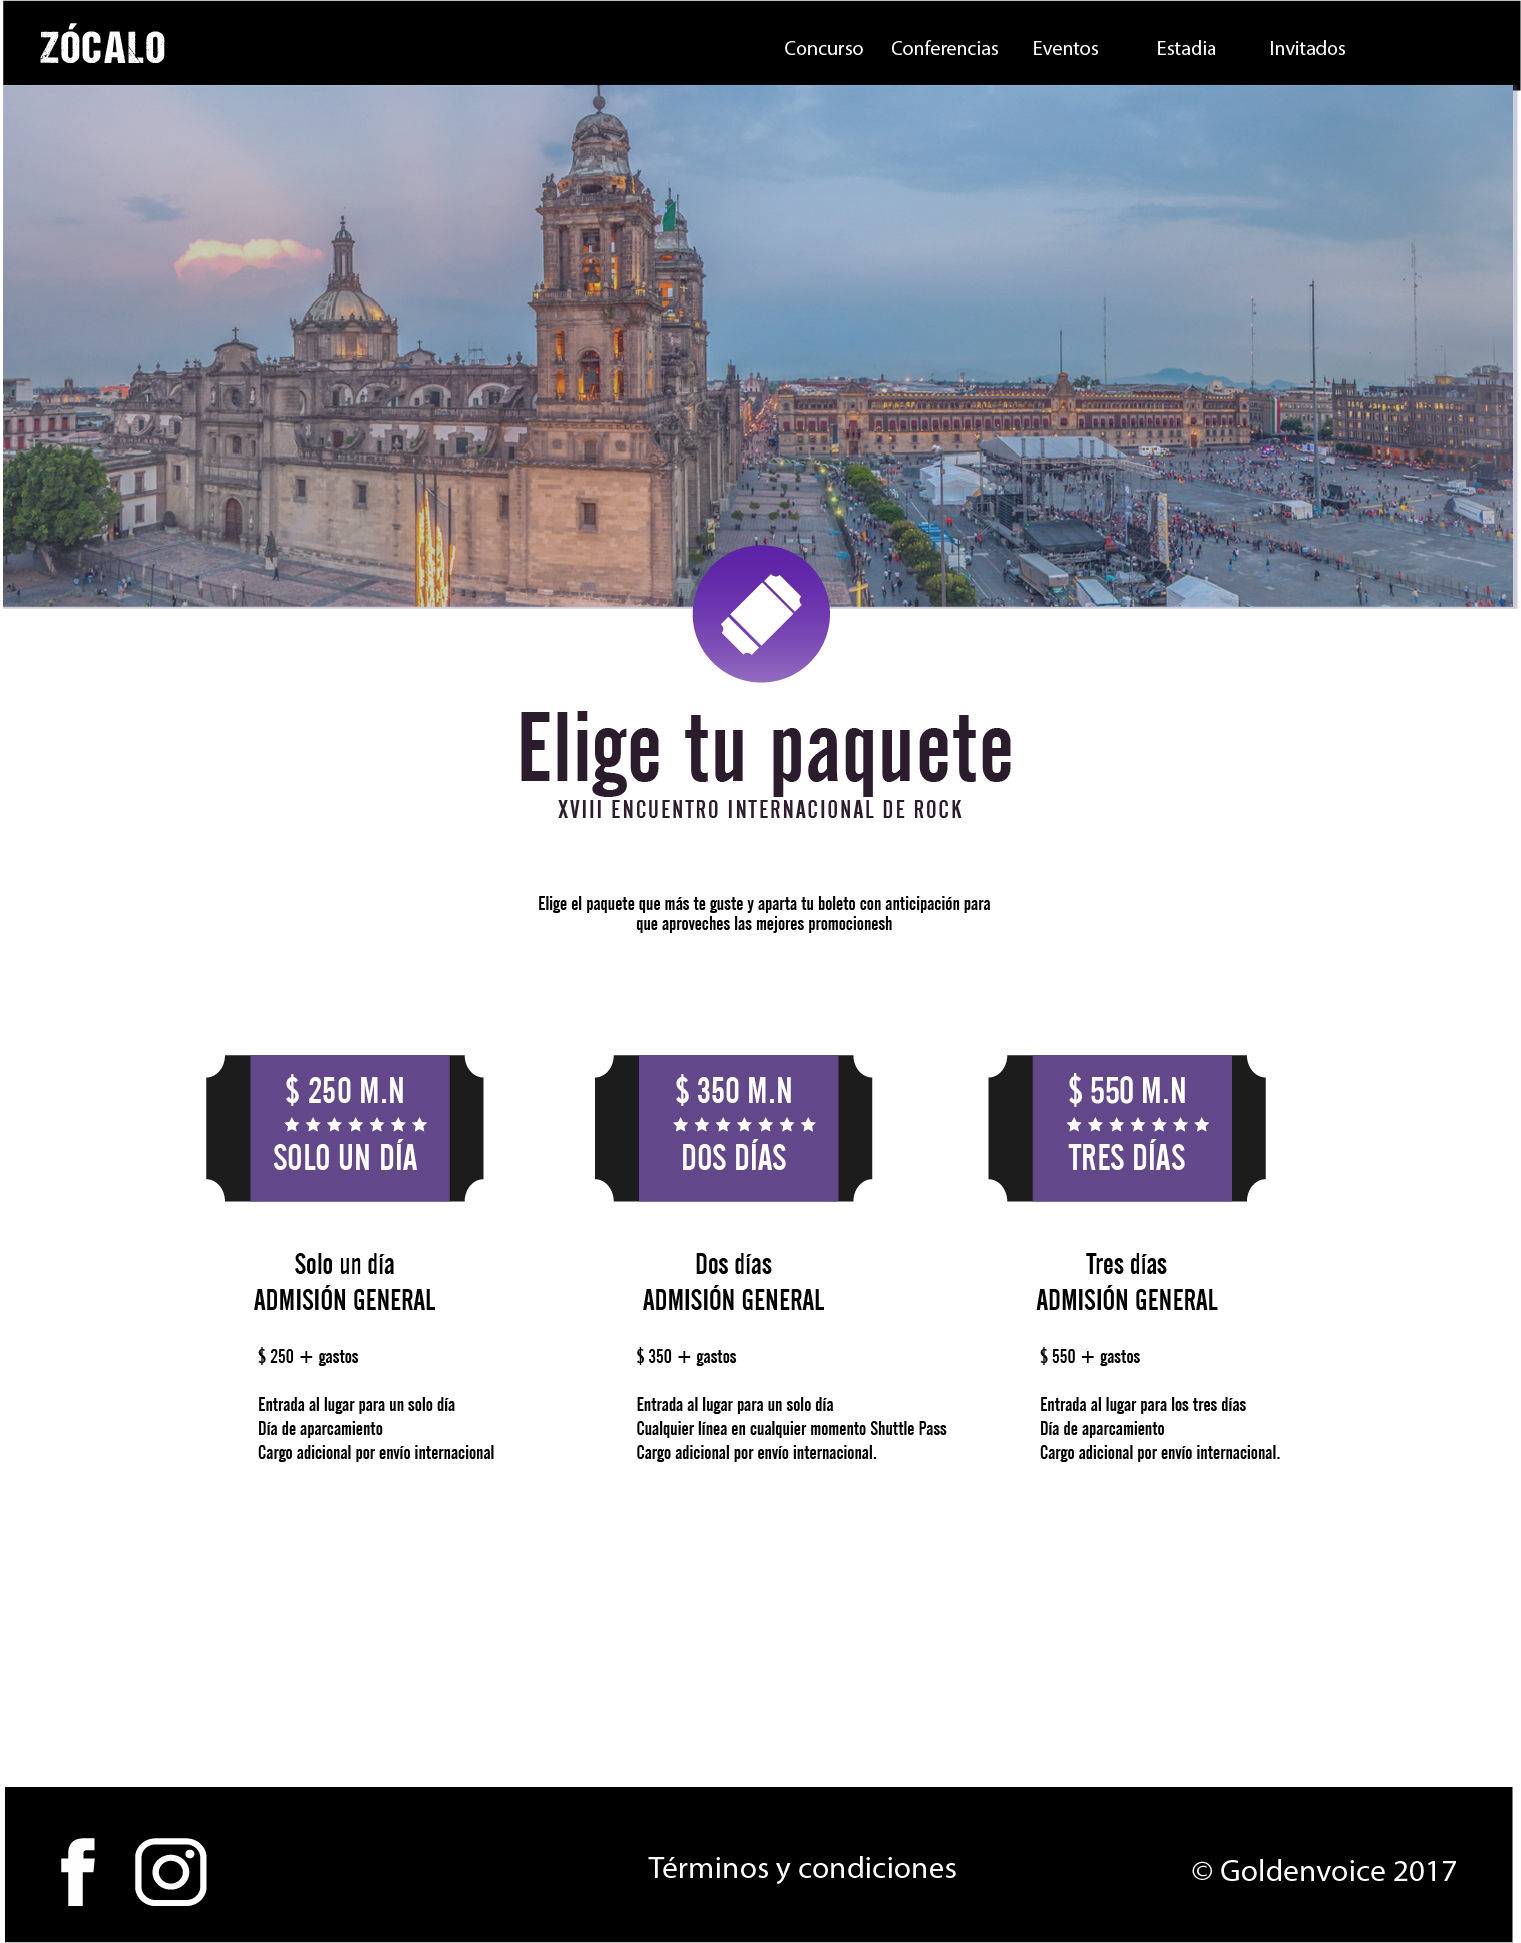 ZÓCALO
Concurso Conferencias Eventos Estadia Invitados
Elige tu paquete
XVIII ENCUENTRO INTERNACIONAL DE ROCK
Elige el paquete que más te guste y aparta tu boleto con anticipación para
que aproveches las mejores promocionesh
$ 250 M.N
SOLO UN DÍA
$ 350 M.N
DOS DÍAS
$ 550 M.N
TRES DÍAS
Solo un día
ADMISIÓN GENERAL
$ 250 + gastos
Entrada al lugar para un solo día
Día de aparcamiento
Cargo adicional por envío internacional
Dos días
ADMISIÓN GENERAL
$ 350 + gastos
Entrada al lugar para un solo día
Cualquier línea en cualquier momento Shuttle Pass
Cargo adicional por envío internacional.
Tres días
ADMISIÓN GENERAL
$ 550 + gastos
Entrada al lugar para los tres días
Día de aparcamiento
Cargo adicional por envío internacional.
Términos y condiciones
© Goldenvoice 2017